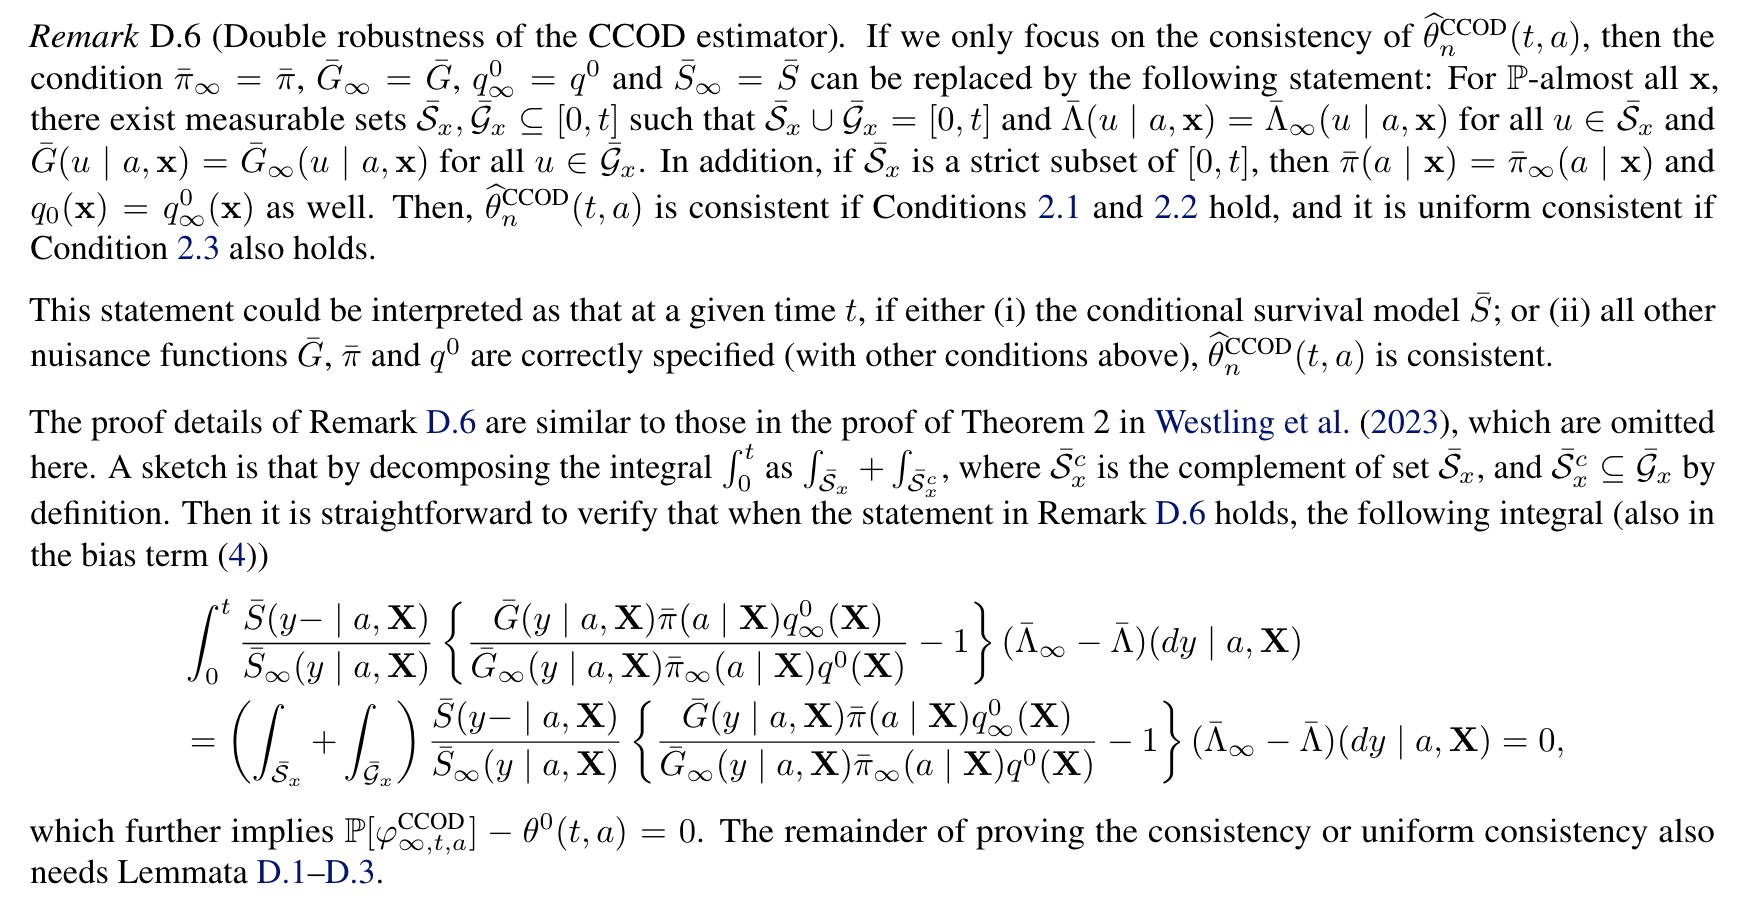 Remark D.6 (Double robustness of the CCOD estimator). If we only focus on the consistency of $\widehat{\theta}_n^{\mathrm{CCOD}}(t, a)$, then the
condition $\bar{\pi}_\infty = \bar{\pi}$, $\bar{G}_\infty = \bar{G}$, $q^0_\infty = q^0$ and $\bar{S}_\infty = \bar{S}$ can be replaced by the following statement: For $\mathbb{P}$-almost all $\mathbf{x}$,
there exist measurable sets $\bar{\mathcal{S}}_x, \bar{\mathcal{G}}_x \subseteq [0, t]$ such that $\bar{\mathcal{S}}_x \cup \bar{\mathcal{G}}_x = [0, t]$ and $\bar{\Lambda}(u \mid a, \mathbf{x}) = \bar{\Lambda}_\infty(u \mid a, \mathbf{x})$ for all $u \in \bar{\mathcal{S}}_x$ and
$\bar{G}(u \mid a, \mathbf{x}) = \bar{G}_\infty(u \mid a, \mathbf{x})$ for all $u \in \bar{\mathcal{G}}_x$. In addition, if $\bar{\mathcal{S}}_x$ is a strict subset of $[0, t]$, then $\bar{\pi}(a \mid \mathbf{x}) = \bar{\pi}_\infty(a \mid \mathbf{x})$ and
$q_0(\mathbf{x}) = q^0_\infty(\mathbf{x})$ as well. Then, $\widehat{\theta}_n^{\mathrm{CCOD}}(t, a)$ is consistent if Conditions 2.1 and 2.2 hold, and it is uniform consistent if
Condition 2.3 also holds.
This statement could be interpreted as that at a given time $t$, if either (i) the conditional survival model $\bar{S}$; or (ii) all other
nuisance functions $\bar{G}$, $\bar{\pi}$ and $q^0$ are correctly specified (with other conditions above), $\widehat{\theta}_n^{\mathrm{CCOD}}(t, a)$ is consistent.
The proof details of Remark D.6 are similar to those in the proof of Theorem 2 in Westling et al. (2023), which are omitted
here. A sketch is that by decomposing the integral $\int_0^t$ as $\int_{\bar{\mathcal{S}}_x} + \int_{\bar{\mathcal{S}}_x^c}$, where $\bar{\mathcal{S}}_x^c$ is the complement of set $\bar{\mathcal{S}}_x$, and $\bar{\mathcal{S}}_x^c \subseteq \bar{\mathcal{G}}_x$ by
definition. Then it is straightforward to verify that when the statement in Remark D.6 holds, the following integral (also in
the bias term (4))
$\int_0^t \frac{\bar{S}(y- \mid a, \mathbf{X})}{\bar{S}_\infty(y \mid a, \mathbf{X})} \left\{ \frac{\bar{G}(y \mid a, \mathbf{X}) \bar{\pi}(a \mid \mathbf{X}) q^0_\infty(\mathbf{X})}{\bar{G}_\infty(y \mid a, \mathbf{X}) \bar{\pi}_\infty(a \mid \mathbf{X}) q^0(\mathbf{X})} - 1 \right\} (\bar{\Lambda}_\infty - \bar{\Lambda})(dy \mid a, \mathbf{X})$
$= \left( \int_{\bar{\mathcal{S}}_x} + \int_{\bar{\mathcal{G}}_x} \right) \frac{\bar{S}(y- \mid a, \mathbf{X})}{\bar{S}_\infty(y \mid a, \mathbf{X})} \left\{ \frac{\bar{G}(y \mid a, \mathbf{X}) \bar{\pi}(a \mid \mathbf{X}) q^0_\infty(\mathbf{X})}{\bar{G}_\infty(y \mid a, \mathbf{X}) \bar{\pi}_\infty(a \mid \mathbf{X}) q^0(\mathbf{X})} - 1 \right\} (\bar{\Lambda}_\infty - \bar{\Lambda})(dy \mid a, \mathbf{X}) = 0,$
which further implies $\mathbb{P}[\varphi_{\infty,t,a}^{\mathrm{CCOD}}] - \theta^0(t, a) = 0$. The remainder of proving the consistency or uniform consistency also
needs Lemmata D.1–D.3.